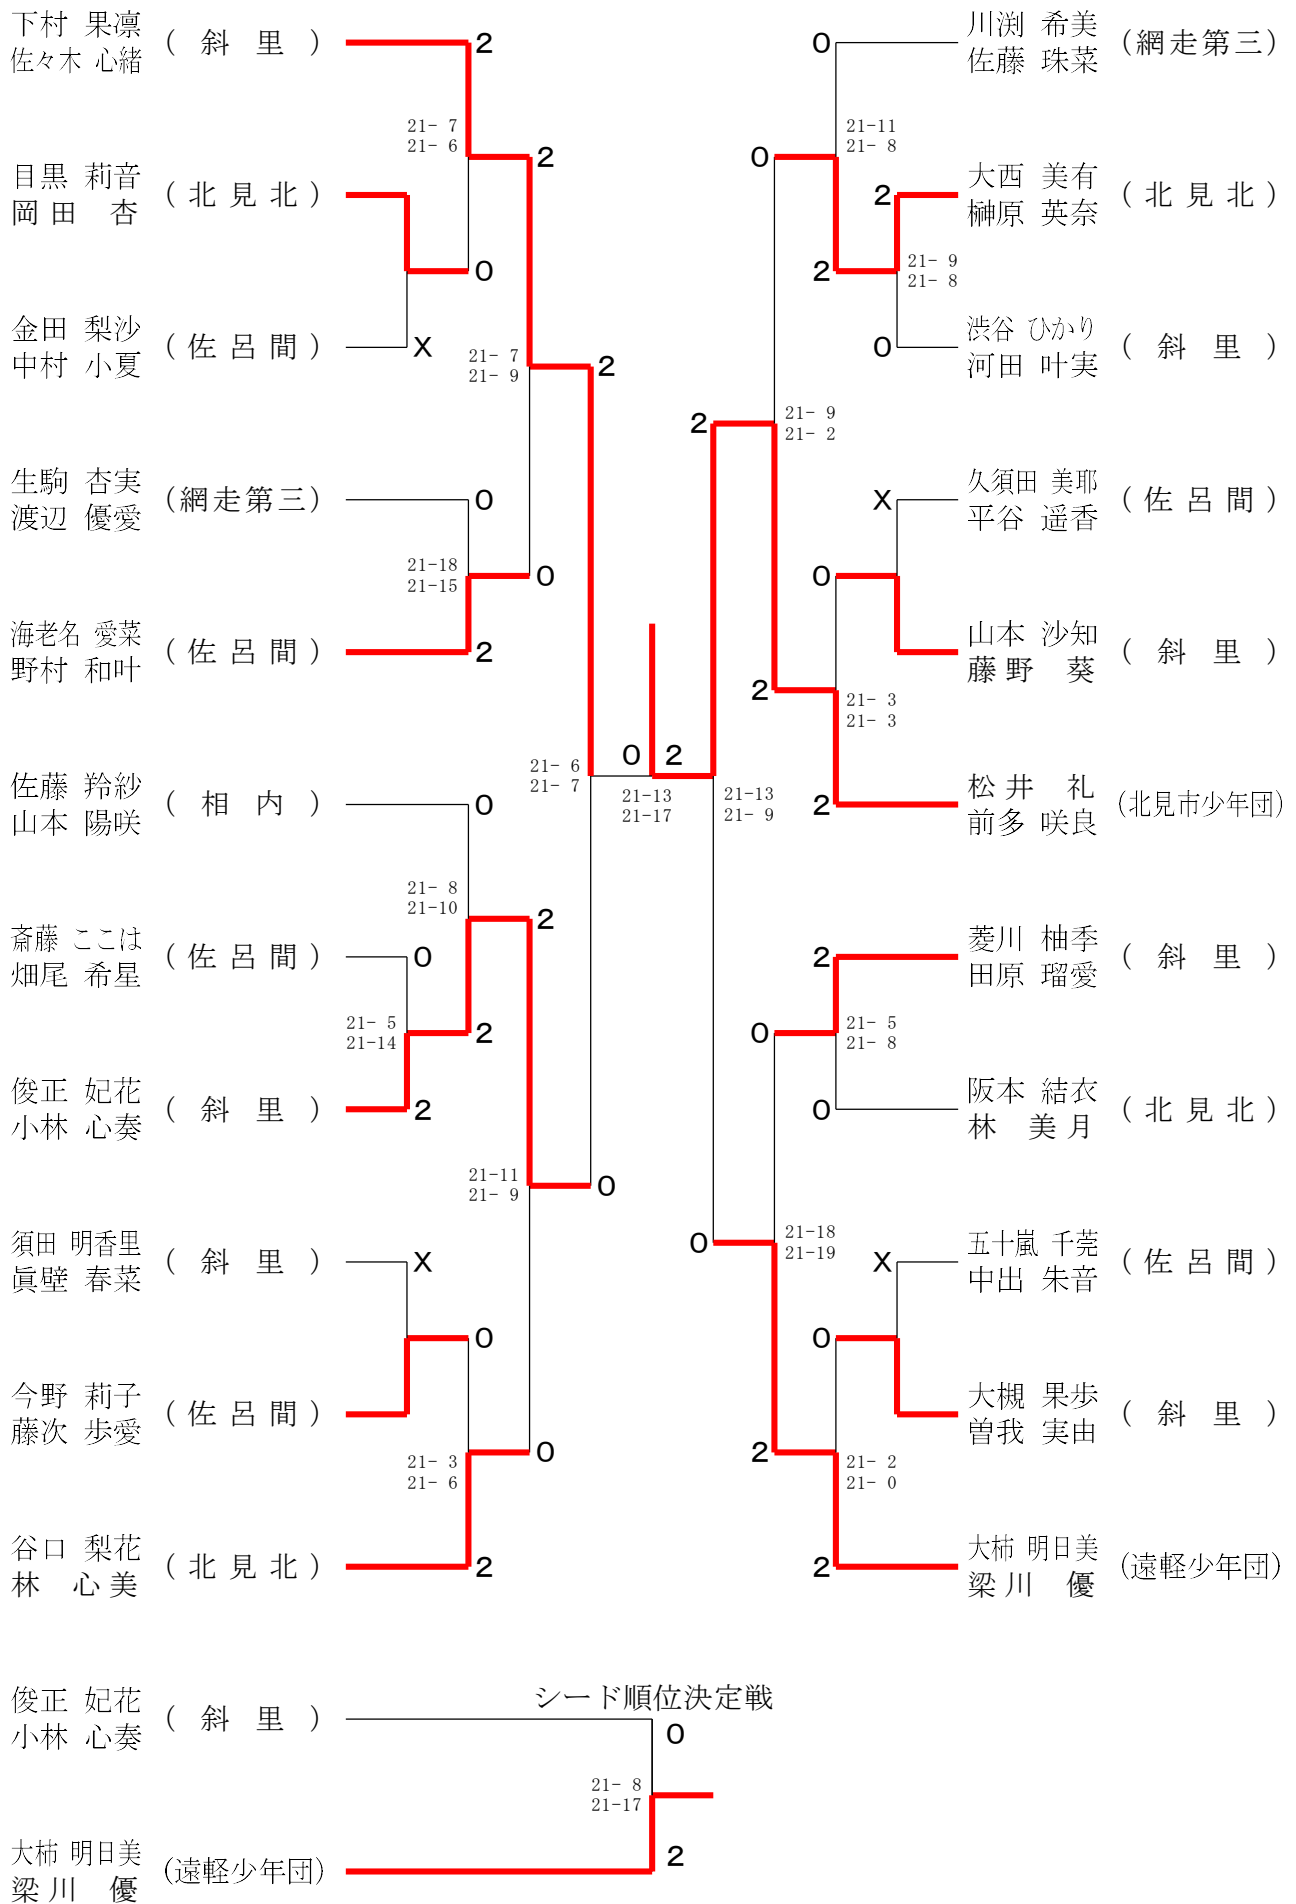 下村 果凛
佐々木 心緒
( 斜 里 )
2
21- 7
21- 6
2
目黒 莉音
岡田 杏
( 北 見 北 )
0
金田 梨沙
中村 小夏
( 佐 呂 間 )
X
21- 7
21- 9
2
生駒 杏実
渡辺 優愛
(網走第三)
0
21-18
21-15
0
海老名 愛菜
野村 和叶
( 佐 呂 間 )
2
21- 6
21- 7
佐藤 羚紗
山本 陽咲
( 相 内 )
0
21- 8
21-10
2
斎藤 ここは
畑尾 希星
( 佐 呂 間 )
0
21- 5
21-14
2
俊正 妃花
小林 心奏
( 斜 里 )
2
21-11
21- 9
0
須田 明香里
眞壁 春菜
( 斜 里 )
X
0
今野 莉子
藤次 歩愛
( 佐 呂 間 )
21- 3
21- 6
0
谷口 梨花
林 心美
( 北 見 北 )
2
0 2
21-13
21-17
0
川渕 希美
佐藤 珠菜
(網走第三)
0
21-11
21- 8
2
大西 美有
榊原 英奈
( 北 見 北 )
2
21- 9
21- 8
0
渋谷 ひかり
河田 叶実
( 斜 里 )
2
21- 9
21- 2
X
久須田 美耶
平谷 遥香
( 佐 呂 間 )
0
山本 沙知
藤野 葵
( 斜 里 )
2
21- 3
21- 3
2
松井 礼
前多 咲良
(北見市少年団)
21-13
21- 9
2
菱川 柚季
田原 瑠愛
( 斜 里 )
0
21- 5
21- 8
0
阪本 結衣
林 美月
( 北 見 北 )
0
21-18
21-19
X
五十嵐 千莞
中出 朱音
( 佐 呂 間 )
0
大槻 果歩
曽我 実由
( 斜 里 )
2
21- 2
21- 0
2
大柿 明日美
梁川 優
(遠軽少年団)
シード順位決定戦
俊正 妃花
小林 心奏
( 斜 里 )
0
21- 8
21-17
大柿 明日美
梁川 優
(遠軽少年団)
2